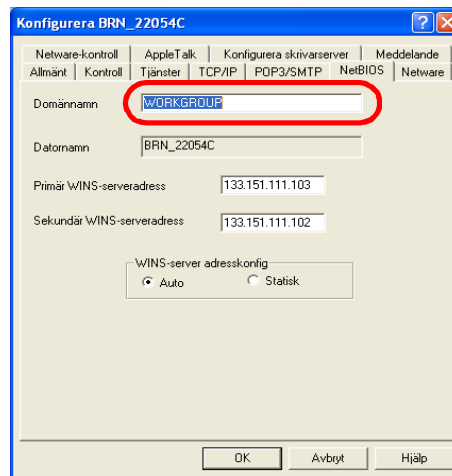 Konfigurera BRN_22054C
Netware-kontroll AppleTalk Konfigurera skrivarserver Meddelande
Allmänt Kontroll Tjänster TCP/IP POP3/SMTP NetBIOS Netware
Domännamn WORKGROUP
Datornamn BRN_22054C
Primär WINS-serveradress 133.151.111.103
Sekundär WINS-serveradress 133.151.111.102
WINS-server adresskonfig
Auto Statisk
OK Avbryt Hjälp